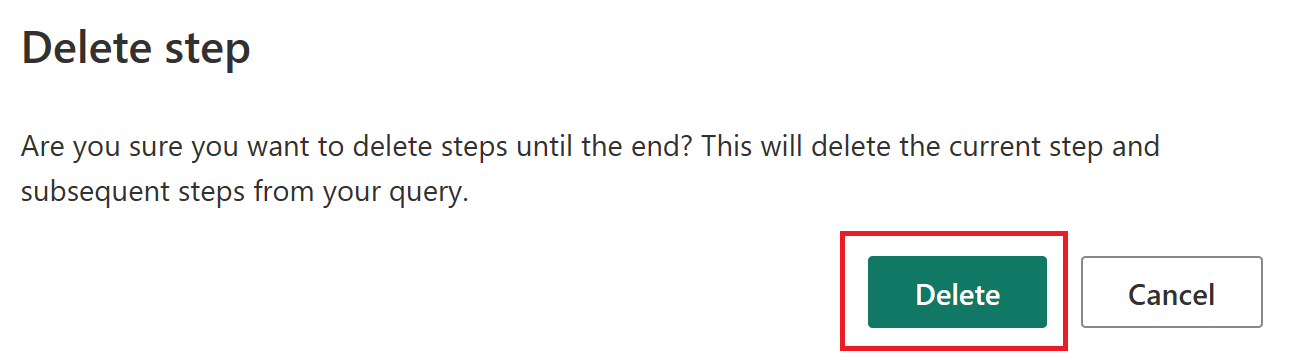 Delete step
Are you sure you want to delete steps until the end? This will delete the current step and
subsequent steps from your query.
Delete
Cancel